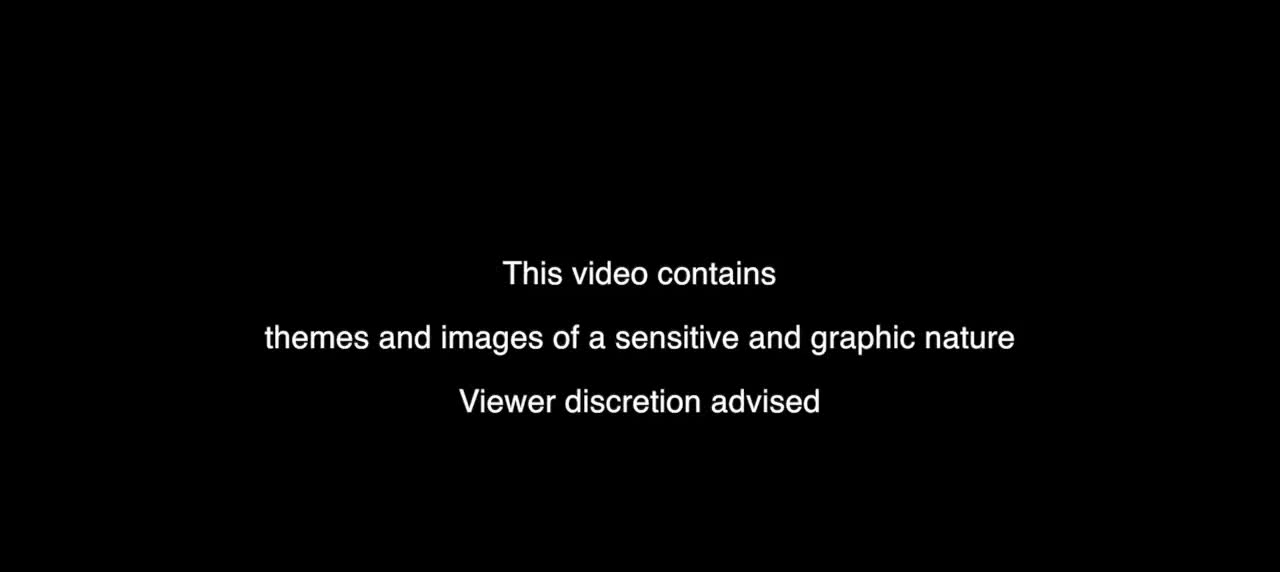 This video contains
themes and images of a sensitive and graphic nature
Viewer discretion advised